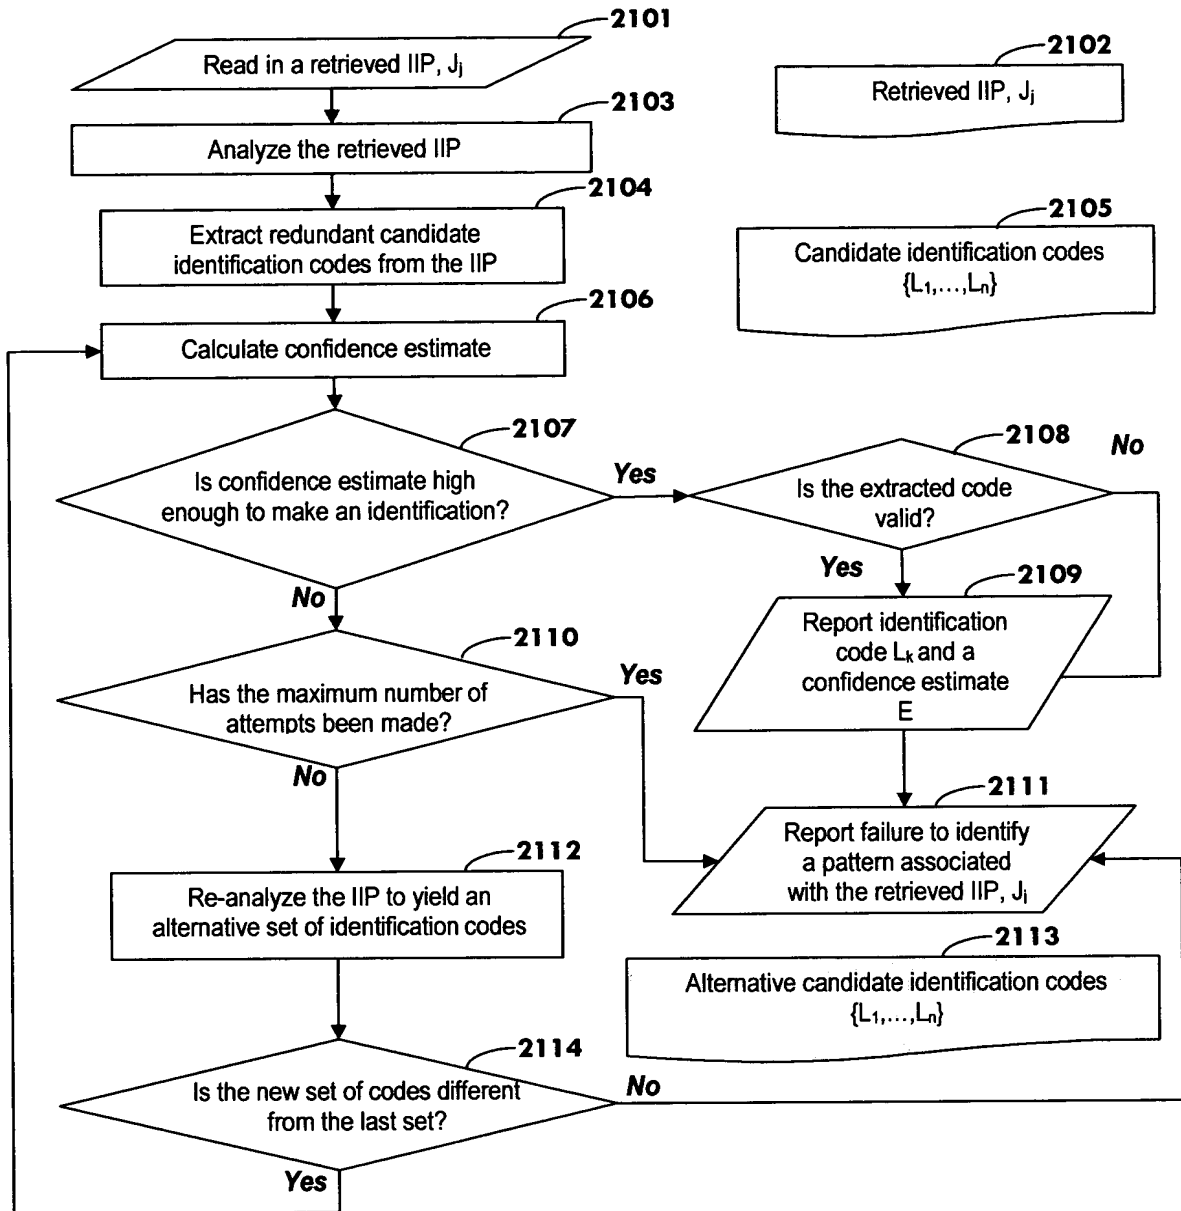 2101
Read in a retrieved IIP, Jj
2102
Retrieved IIP, Jj
2103
Analyze the retrieved IIP
2104
Extract redundant candidate
identification codes from the IIP
2105
Candidate identification codes
{L1,...,Ln}
2106
Calculate confidence estimate
2107
Is confidence estimate high
enough to make an identification?
Yes
No
2108
Is the extracted code
valid?
No
Yes
2109
Report identification
code Lk and a
confidence estimate
E
2110
Has the maximum number of
attempts been made?
Yes
No
2111
Report failure to identify
a pattern associated
with the retrieved IIP, Jj
2112
Re-analyze the IIP to yield an
alternative set of identification codes
2113
Alternative candidate identification codes
{L1,...,Ln}
2114
Is the new set of codes different
from the last set?
No
Yes